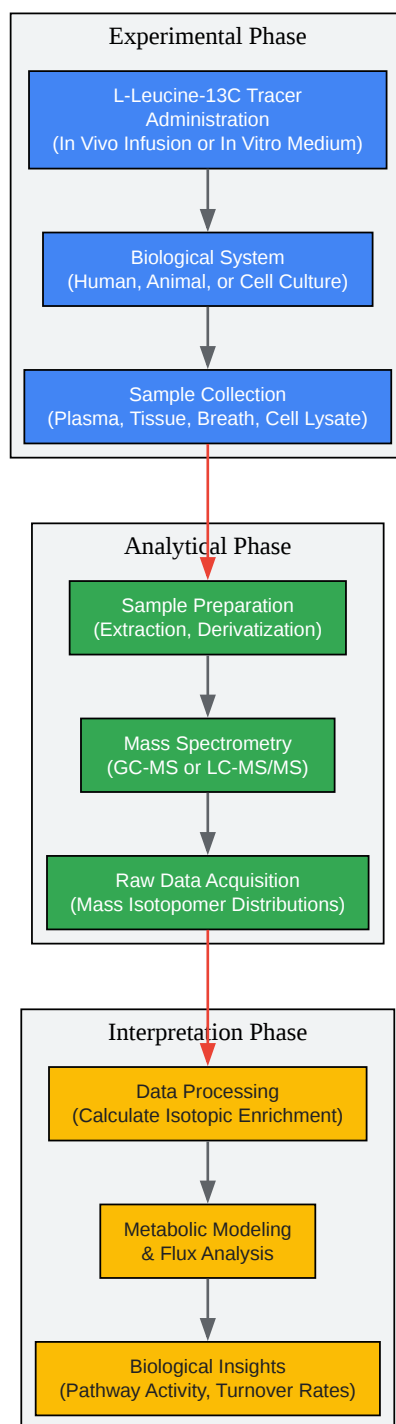 Experimental Phase
L-Leucine-13C Tracer
Administration
(In Vivo Infusion or In Vitro Medium)
Biological System
(Human, Animal, or Cell Culture)
Sample Collection
(Plasma, Tissue, Breath, Cell Lysate)
Analytical Phase
Sample Preparation
(Extraction, Derivatization)
Mass Spectrometry
(GC-MS or LC-MS/MS)
Raw Data Acquisition
(Mass Isotopomer Distributions)
Interpretation Phase
Data Processing
(Calculate Isotopic Enrichment)
Metabolic Modeling
& Flux Analysis
Biological Insights
(Pathway Activity, Turnover Rates)